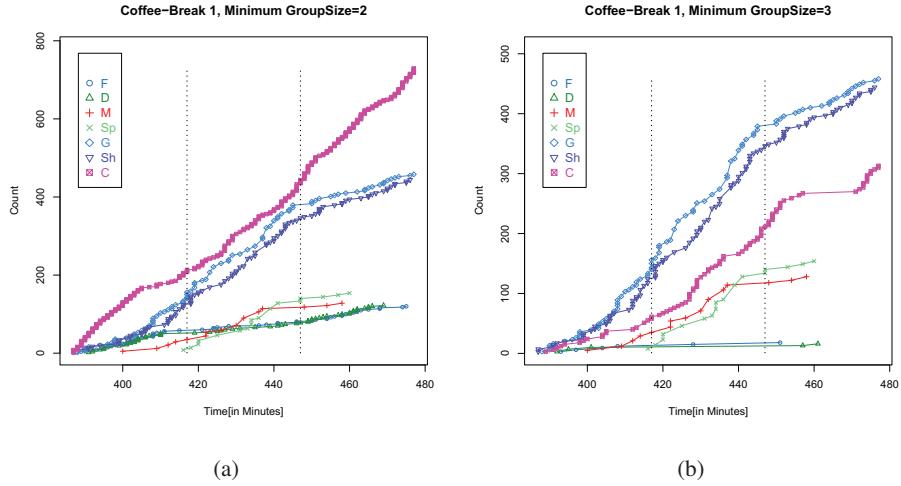 Coffee−Break 1, Minimum GroupSize=2
800
600
400
200
0
Count
F
D
M
Sp
G
Sh
C
400
420
440
460
480
Time[in Minutes]
(a)
Coffee−Break 1, Minimum GroupSize=3
500
400
300
200
100
0
Count
F
D
M
Sp
G
Sh
C
400
420
440
460
480
Time[in Minutes]
(b)